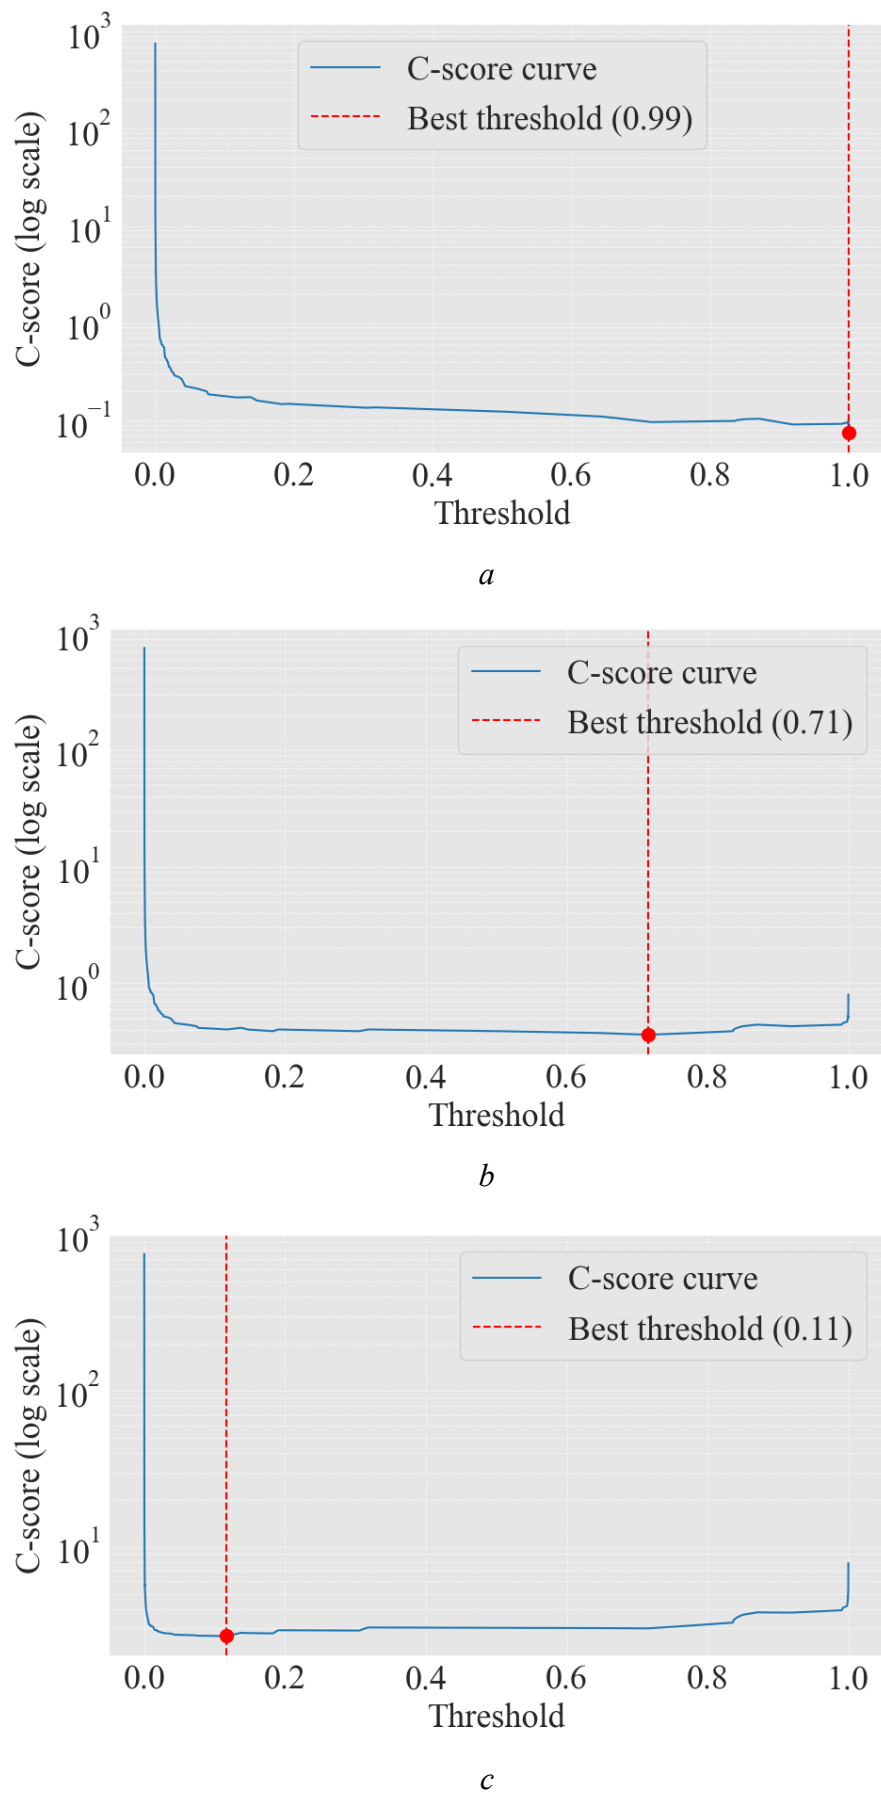 10^3
C-score curve
Best threshold (0.99)
10^2
10^1
10^0
10^−1
C-score (log scale)
0.0 0.2 0.4 0.6 0.8 1.0
Threshold
a
10^3
C-score curve
Best threshold (0.71)
10^2
10^1
10^0
C-score (log scale)
0.0 0.2 0.4 0.6 0.8 1.0
Threshold
b
10^3
C-score curve
Best threshold (0.11)
10^2
10^1
C-score (log scale)
0.0 0.2 0.4 0.6 0.8 1.0
Threshold
c